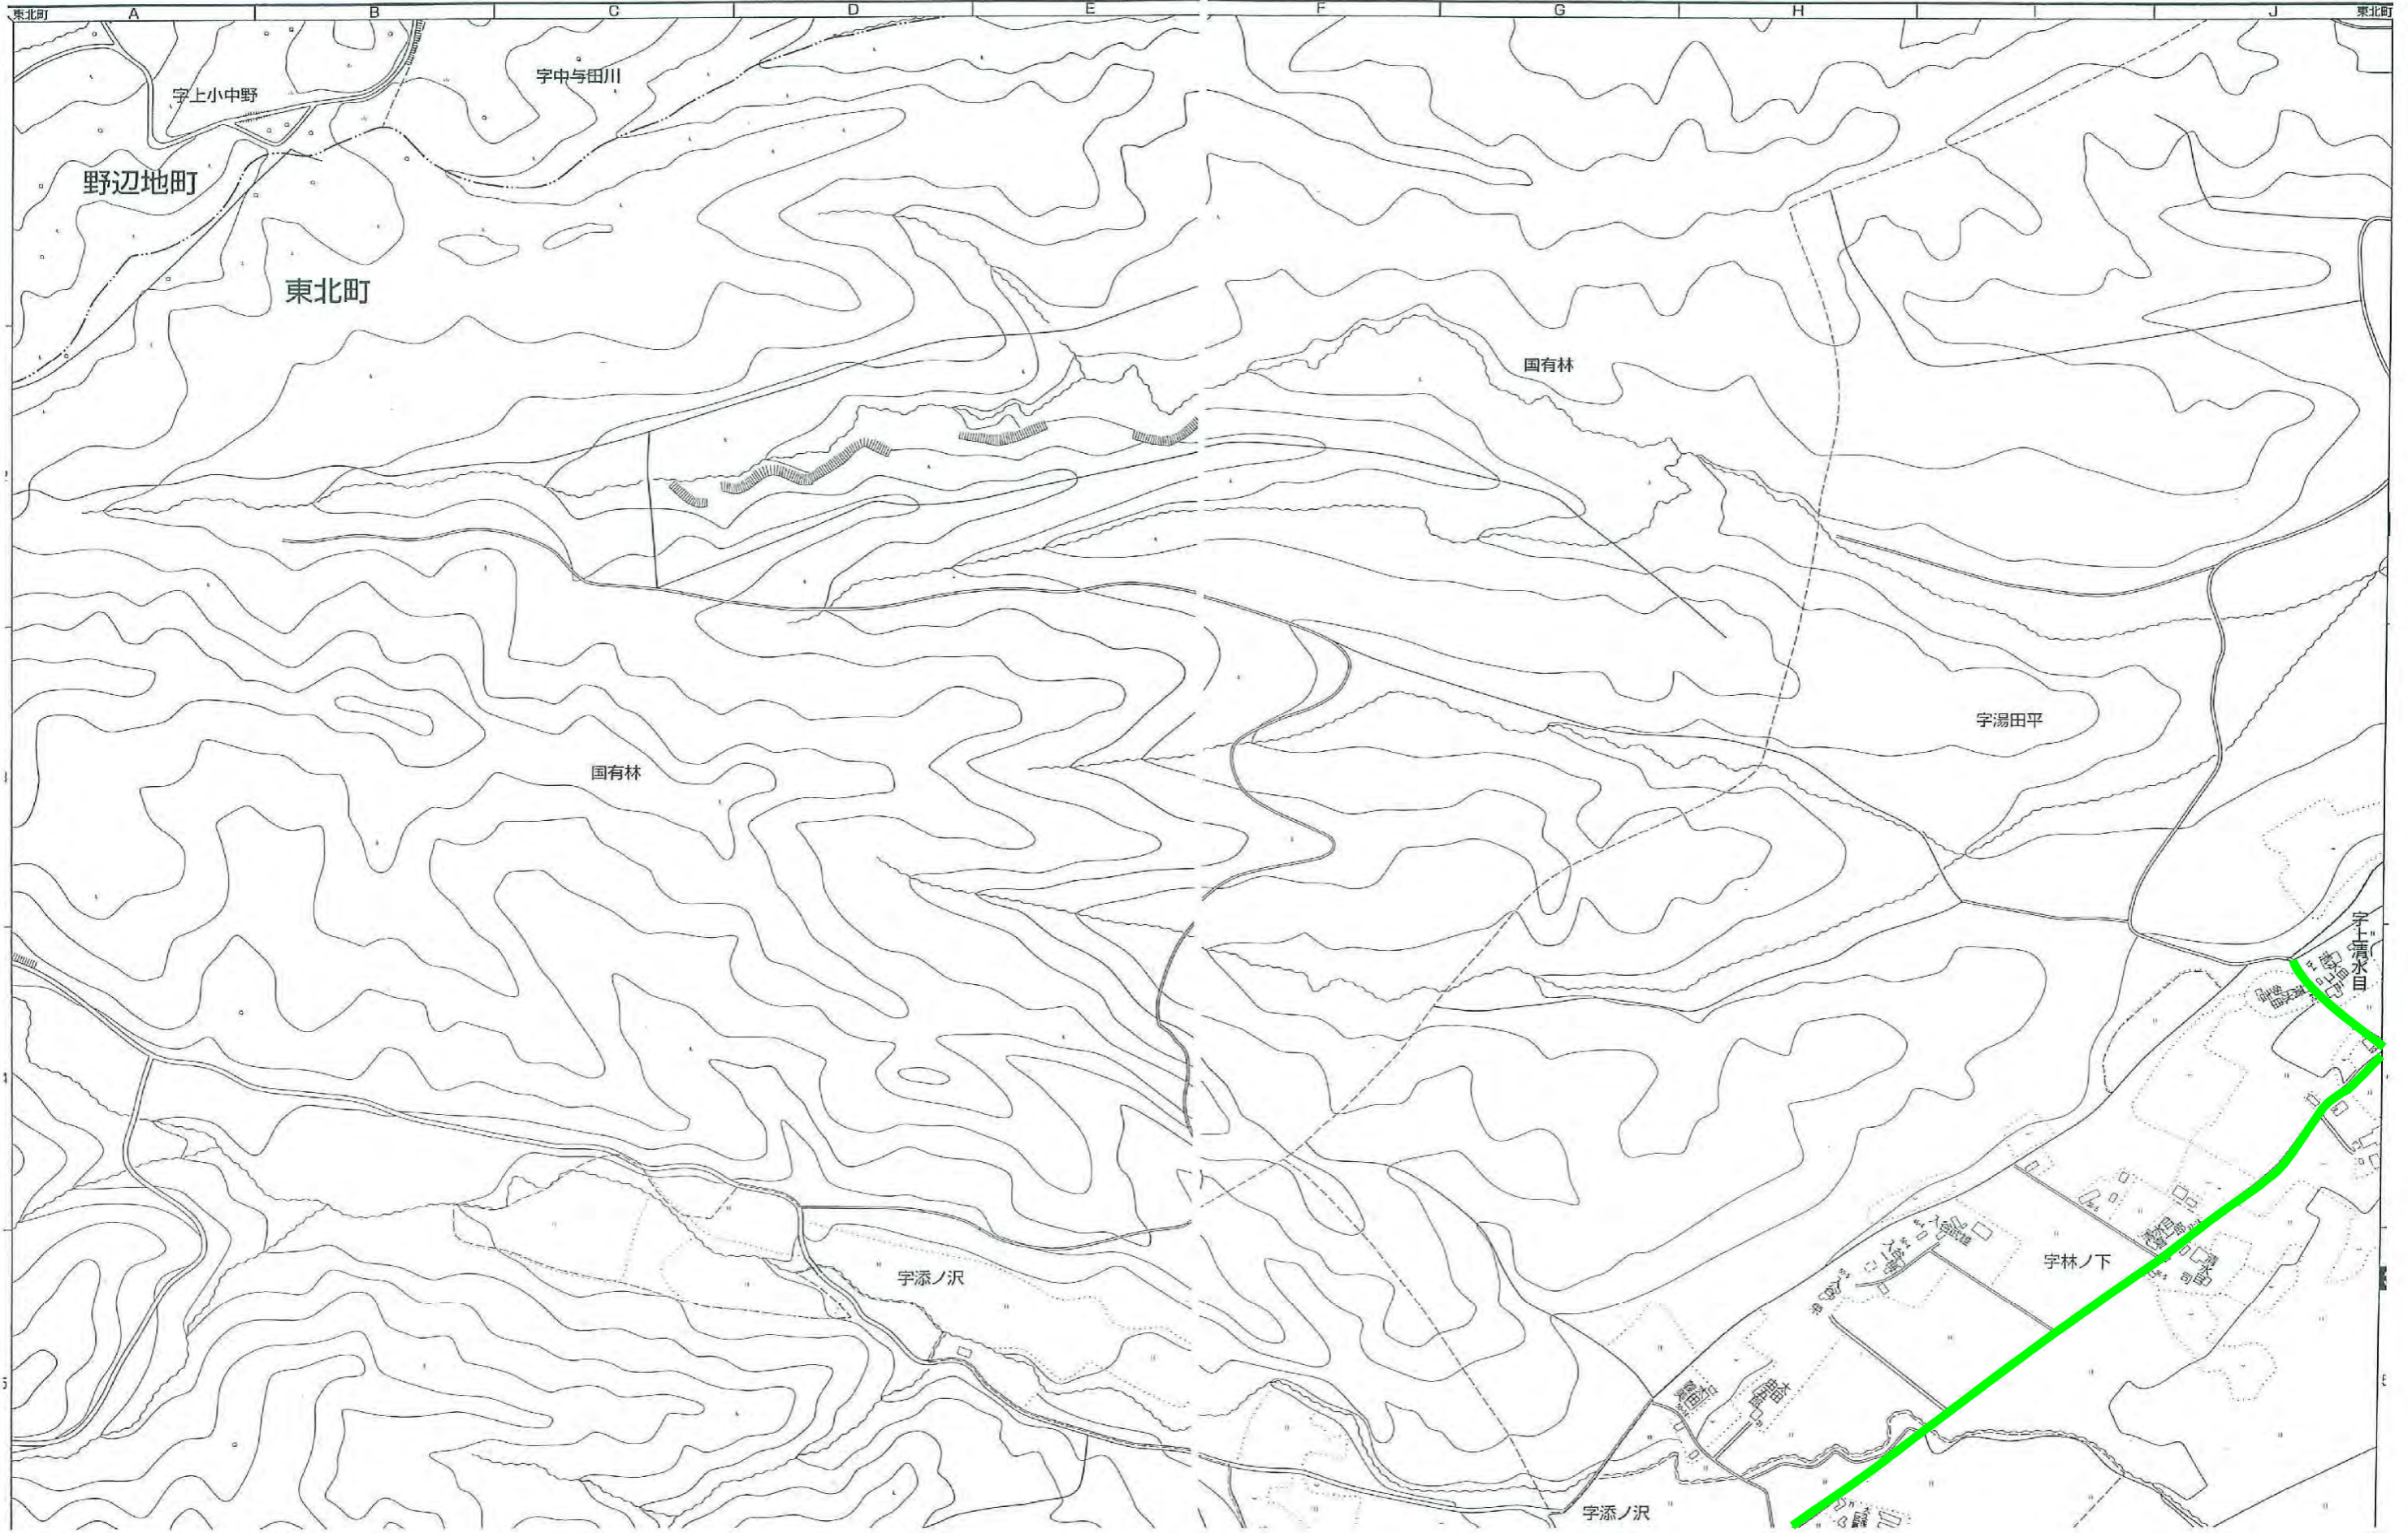 東北町 A B C D E F G H J 東北町
字中与田川
字上小中野
野辺地町
東北町
国有林
字湯田平
国有林
字上清水目
字林ノ下
字添ノ沢
字添ノ沢